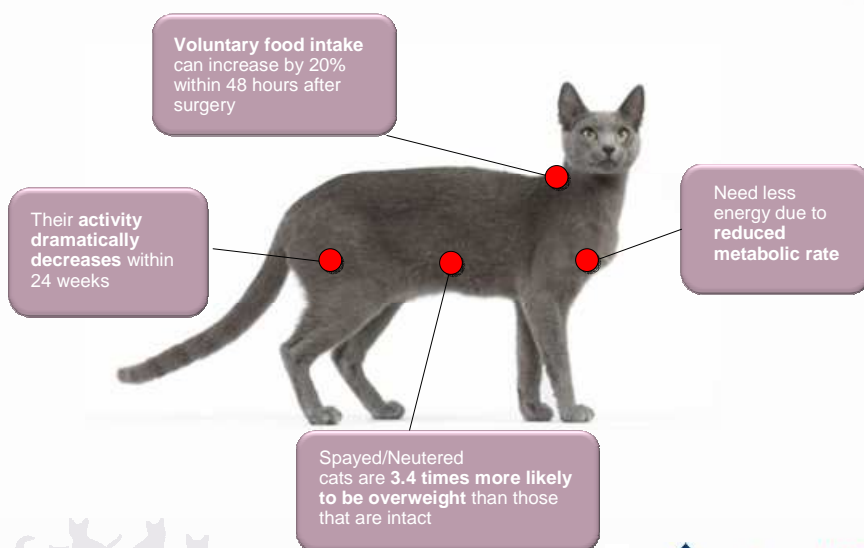 Voluntary food intake
can increase by 20%
within 48 hours after
surgery
Their activity
dramatically
decreases within
24 weeks
Need less
energy due to
reduced
metabolic rate
Spayed/Neutered
cats are 3.4 times more likely
to be overweight than those
that are intact